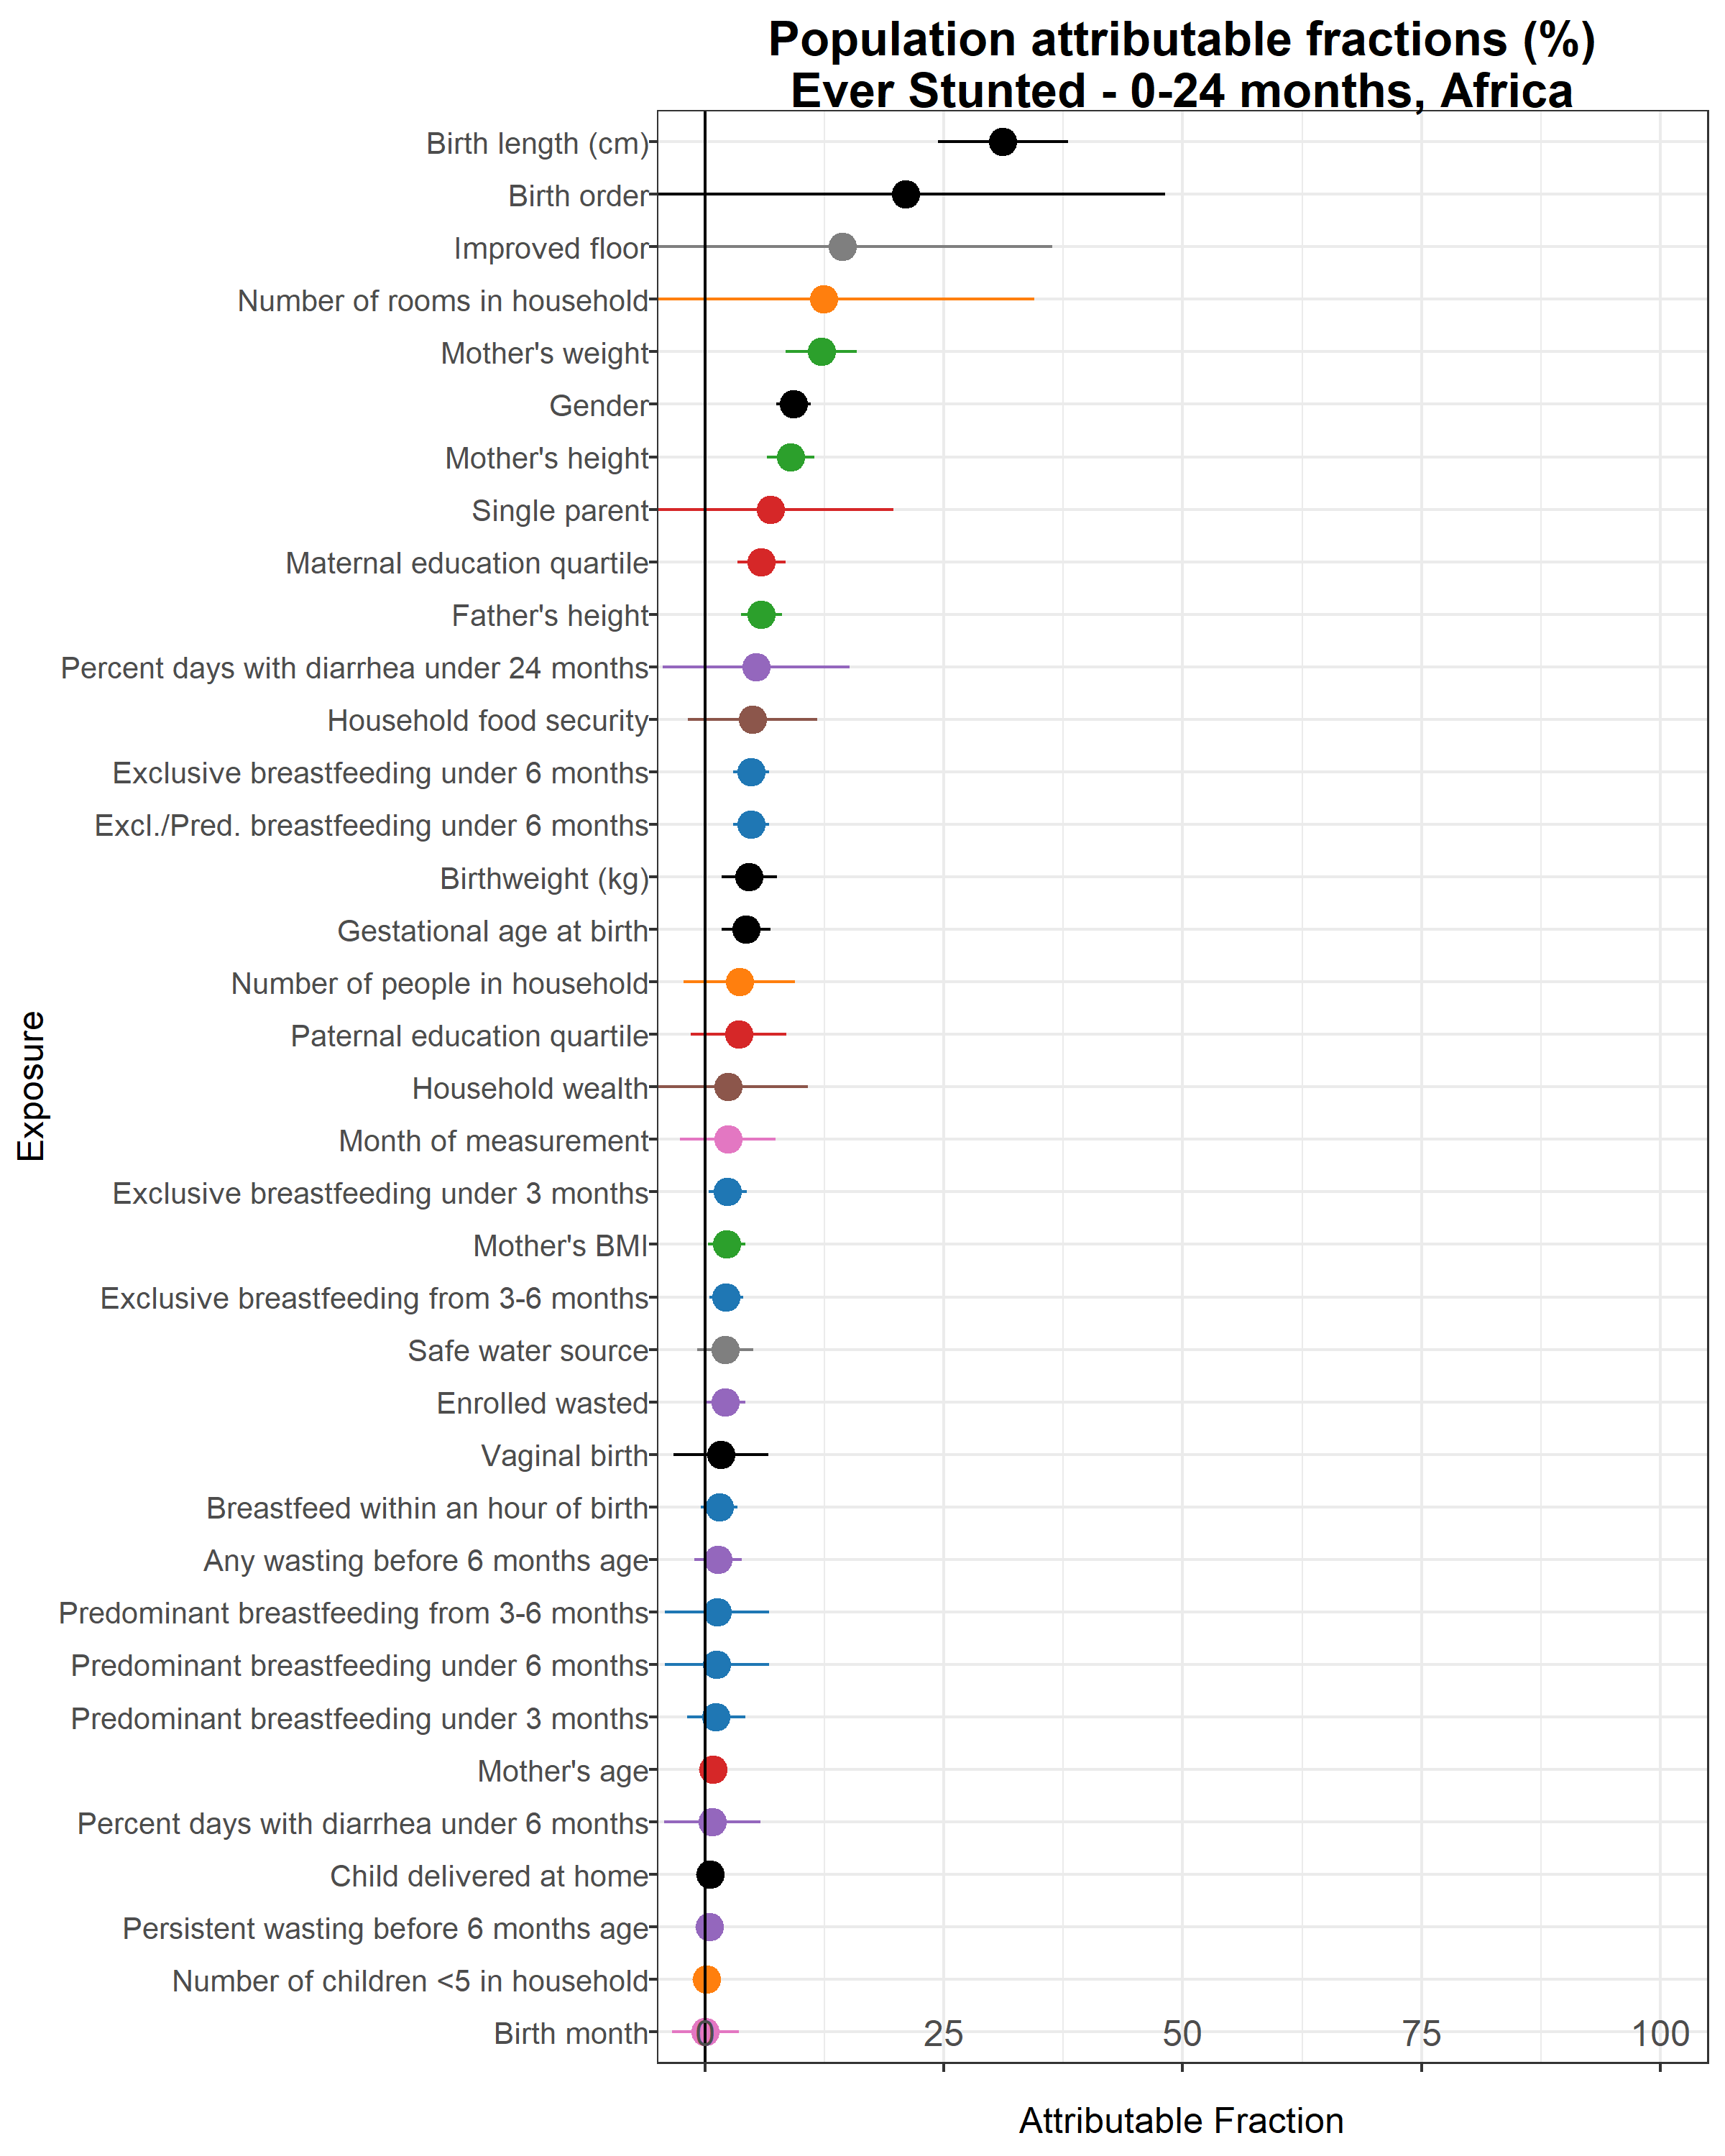 Population attributable fractions (%)
Ever Stunted - 0-24 months, Africa
Birth length (cm)
Birth order
Improved floor
Number of rooms in household
Mother's weight
Gender
Mother's height
Single parent
Maternal education quartile
Father's height
Percent days with diarrhea under 24 months
Household food security
Exclusive breastfeeding under 6 months
Excl./Pred. breastfeeding under 6 months
Birthweight (kg)
Gestational age at birth
Number of people in household
Paternal education quartile
Household wealth
Month of measurement
Exclusive breastfeeding under 3 months
Mother's BMI
Exclusive breastfeeding from 3-6 months
Safe water source
Enrolled wasted
Vaginal birth
Breastfeed within an hour of birth
Any wasting before 6 months age
Predominant breastfeeding from 3-6 months
Predominant breastfeeding under 6 months
Predominant breastfeeding under 3 months
Mother's age
Percent days with diarrhea under 6 months
Child delivered at home
Persistent wasting before 6 months age
Number of children <5 in household
Birth month
0 25 50 75 100
Attributable Fraction
Exposure